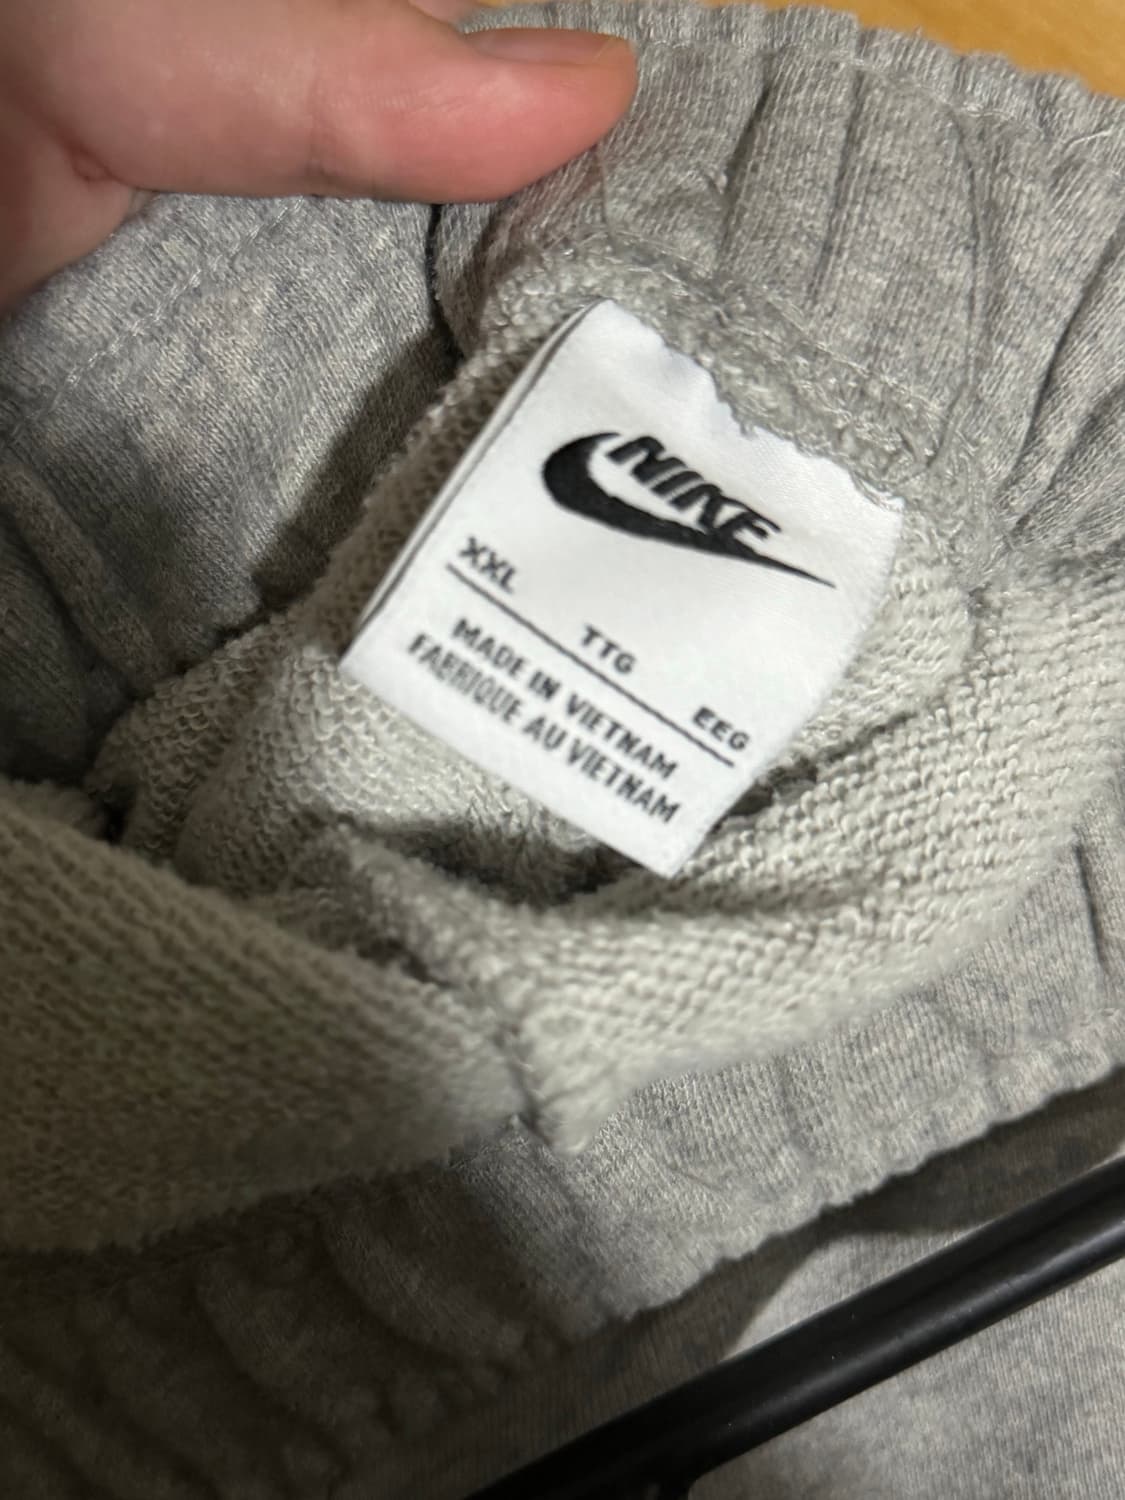 NIKE
XXL TTG EEG
MADE IN VIETNAM
FABRIQUE AU VIETNAM